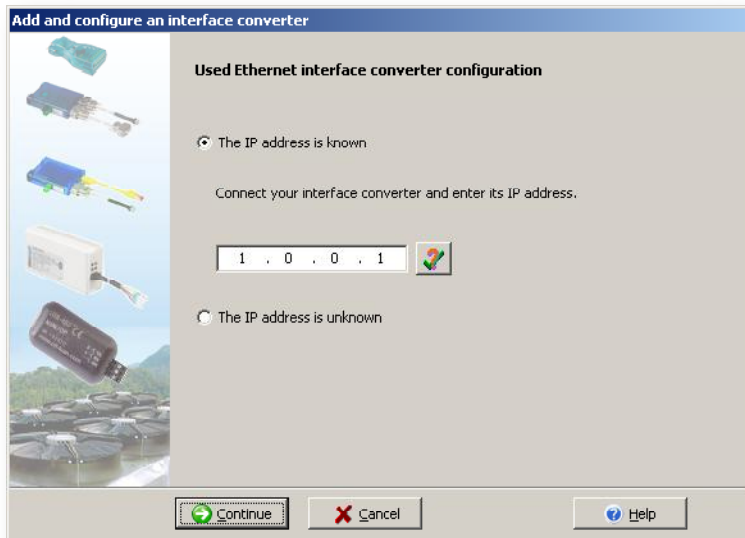 Add and configure an interface converter
Used Ethernet interface converter configuration
The IP address is known
Connect your interface converter and enter its IP address.
1 . 0 . 0 . 1
The IP address is unknown
Continue
Cancel
Help